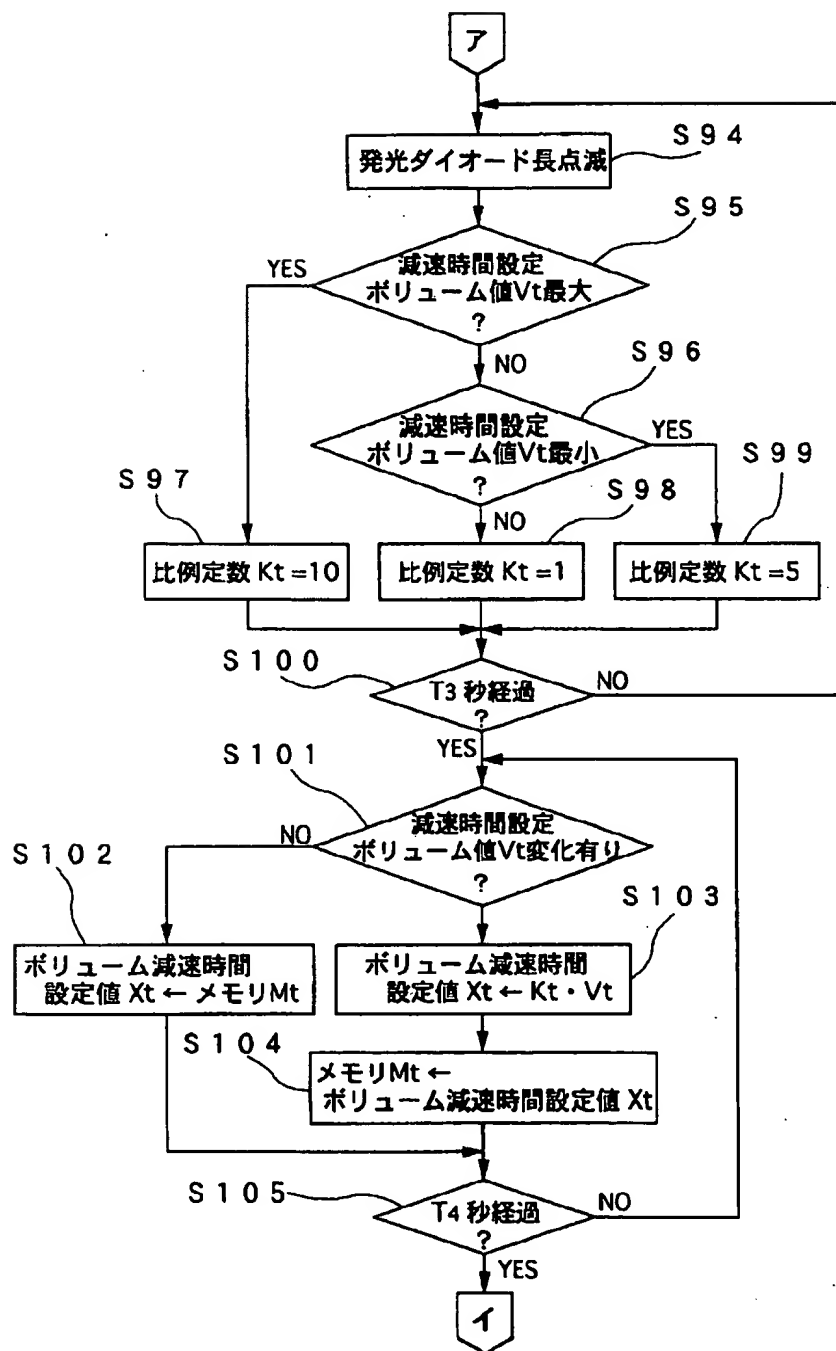 ア
S94
発光ダイオード長点滅
S95
減速時間設定
ボリューム値Vt最大
?
YES
NO
S96
減速時間設定
ボリューム値Vt最小
?
YES
NO
S97
S98
S99
比例定数 Kt =10
比例定数 Kt =1
比例定数 Kt =5
S100
T3 秒経過
?
NO
YES
S101
減速時間設定
ボリューム値Vt変化有り
?
NO
S102
S103
ボリューム減速時間
設定値 Xt ← メモリMt
ボリューム減速時間
設定値 Xt ← Kt・Vt
S104
メモリMt ←
ボリューム減速時間設定値 Xt
S105
T4 秒経過
?
NO
YES
イ